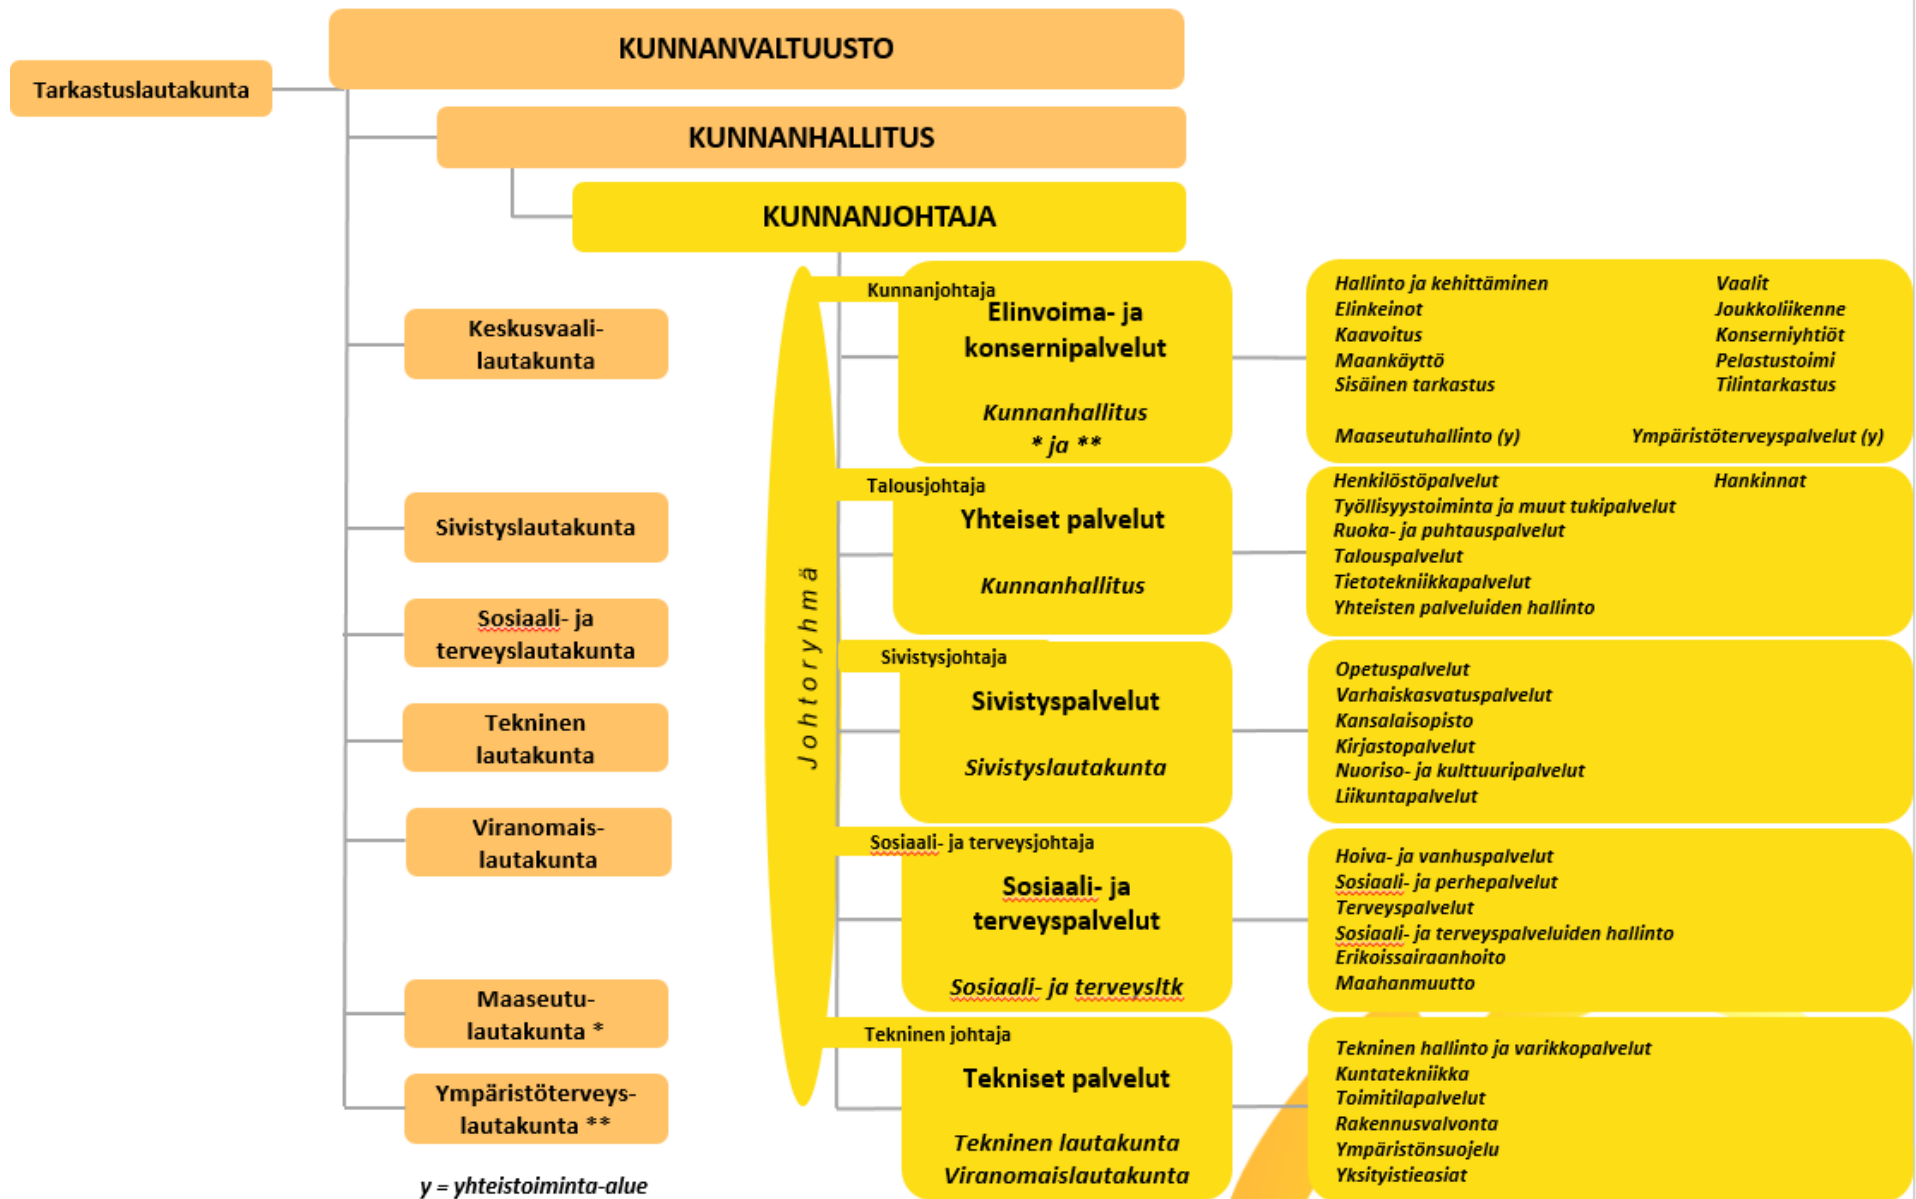 KUNNANVALTUUSTO
Tarkastuslautakunta
KUNNANHALLITUS
KUNNANJOHTAJA
Keskusvaali-
lautakunta
Sivistyslautakunta
Sosiaali- ja
terveyslautakunta
Tekninen
lautakunta
Viranomais-
lautakunta
Maaseutu-
lautakunta *
Ympäristöterveys-
lautakunta **
y = yhteistoiminta-alue
Johtoryhmä
Kunnanjohtaja
Elinvoima- ja
konsernipalvelut
Kunnanhallitus
* ja **
Hallinto ja kehittäminen
Elinkeinot
Kaavoitus
Maankäyttö
Sisäinen tarkastus
Maaseutuhallinto (y)
Vaalit
Joukkoliikenne
Konserniyhtiöt
Pelastustoimi
Tilintarkastus
Ympäristöterveyspalvelut (y)
Talousjohtaja
Yhteiset palvelut
Kunnanhallitus
Henkilöstöpalvelut
Työllisyystoiminta ja muut tukipalvelut
Ruoka- ja puhtauspalvelut
Talouspalvelut
Tietotekniikkapalvelut
Yhteisten palveluiden hallinto
Hankinnat
Sivistysjohtaja
Sivistyspalvelut
Sivistyslautakunta
Opetuspalvelut
Varhaiskasvatuspalvelut
Kansalaisopisto
Kirjastopalvelut
Nuoriso- ja kulttuuripalvelut
Liikuntapalvelut
Sosiaali- ja terveysjohtaja
Sosiaali- ja
terveyspalvelut
Sosiaali- ja terveysltk
Hoiva- ja vanhuspalvelut
Sosiaali- ja perhepalvelut
Terveyspalvelut
Sosiaali- ja terveyspalveluiden hallinto
Erikoissairaanhoito
Maahanmuutto
Tekninen johtaja
Tekniset palvelut
Tekninen lautakunta
Viranomaislautakunta
Tekninen hallinto ja varikkopalvelut
Kuntatekniikka
Toimitilapalvelut
Rakennusvalvonta
Ympäristönsuojelu
Yksityistieasiat